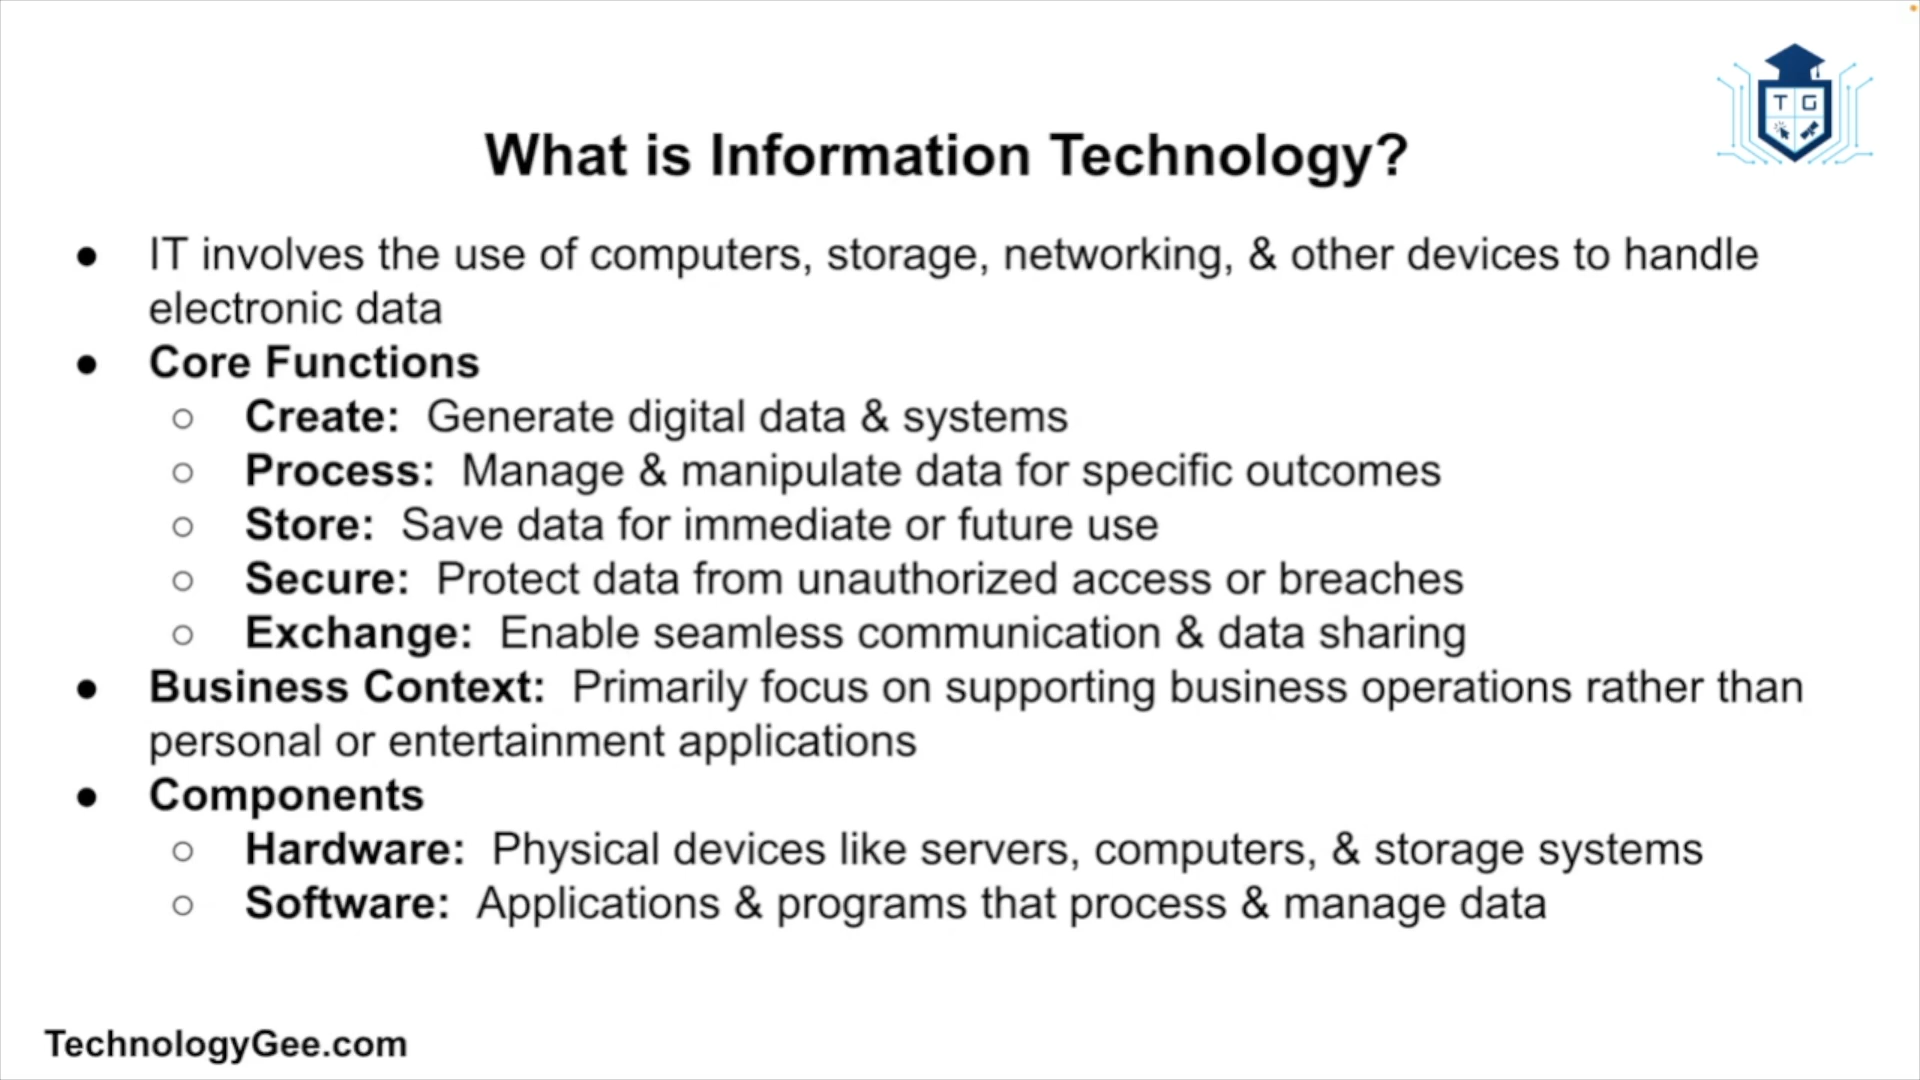 T G
What is Information Technology?
● IT involves the use of computers, storage, networking, & other devices to handle
electronic data
● Core Functions
○ Create: Generate digital data & systems
○ Process: Manage & manipulate data for specific outcomes
○ Store: Save data for immediate or future use
○ Secure: Protect data from unauthorized access or breaches
○ Exchange: Enable seamless communication & data sharing
● Business Context: Primarily focus on supporting business operations rather than
personal or entertainment applications
● Components
○ Hardware: Physical devices like servers, computers, & storage systems
○ Software: Applications & programs that process & manage data
TechnologyGee.com